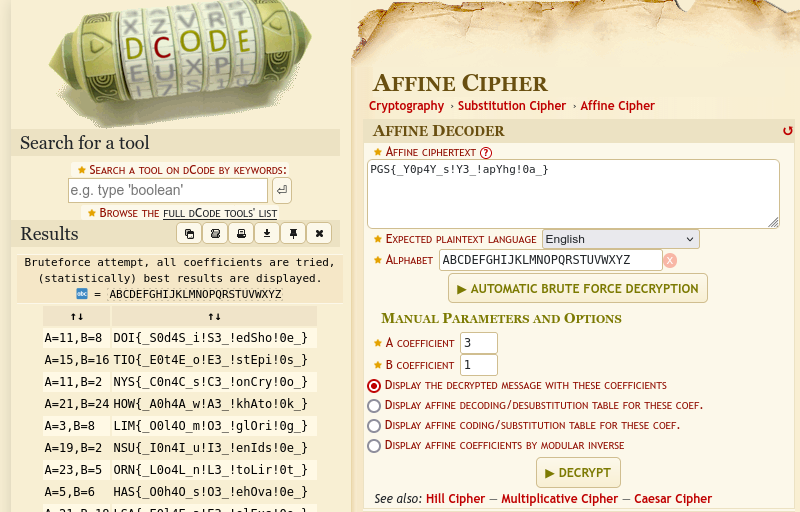 X Z V R T
D C O D E
E U X P
Search for a tool
★ Search a tool on dCode by keywords:
e.g. type 'boolean'
★ Browse the full dCode tools' list
Results
Bruteforce attempt, all coefficients are tried,
(statistically) best results are displayed.
= ABCDEFGHIJKLMNOPQRSTUVWXYZ
↑↓ ↑↓
A=11,B=8 DOI{_S0d4S_i!S3_!edSho!0e_}
A=15,B=16 TIO{_E0t4E_o!E3_!stEpi!0s_}
A=11,B=2 NYS{_C0n4C_s!C3_!onCry!0o_}
A=21,B=24 HOW{_A0h4A_w!A3_!khAto!0k_}
A=3,B=8 LIM{_O0l4O_m!O3_!glOri!0g_}
A=19,B=2 NSU{_I0n4I_u!I3_!enIds!0e_}
A=23,B=5 ORN{_L0o4L_n!L3_!toLir!0t_}
A=5,B=6 HAS{_O0h4O_s!O3_!ehOva!0e_}
Affine Cipher
Cryptography › Substitution Cipher › Affine Cipher
Affine Decoder
★ Affine ciphertext ?
PGS{_Y0p4Y_s!Y3_!apYhg!0a_}
★ Expected plaintext language English
★ Alphabet ABCDEFGHIJKLMNOPQRSTUVWXYZ X
▶ Automatic Brute Force Decryption
Manual Parameters and Options
★ A coefficient 3
★ B coefficient 1
Display the decrypted message with these coefficients
Display affine decoding/desubstitution table for these coef.
Display affine coding/substitution table for these coef.
Display affine coefficients by modular inverse
▶ Decrypt
See also: Hill Cipher — Multiplicative Cipher — Caesar Cipher